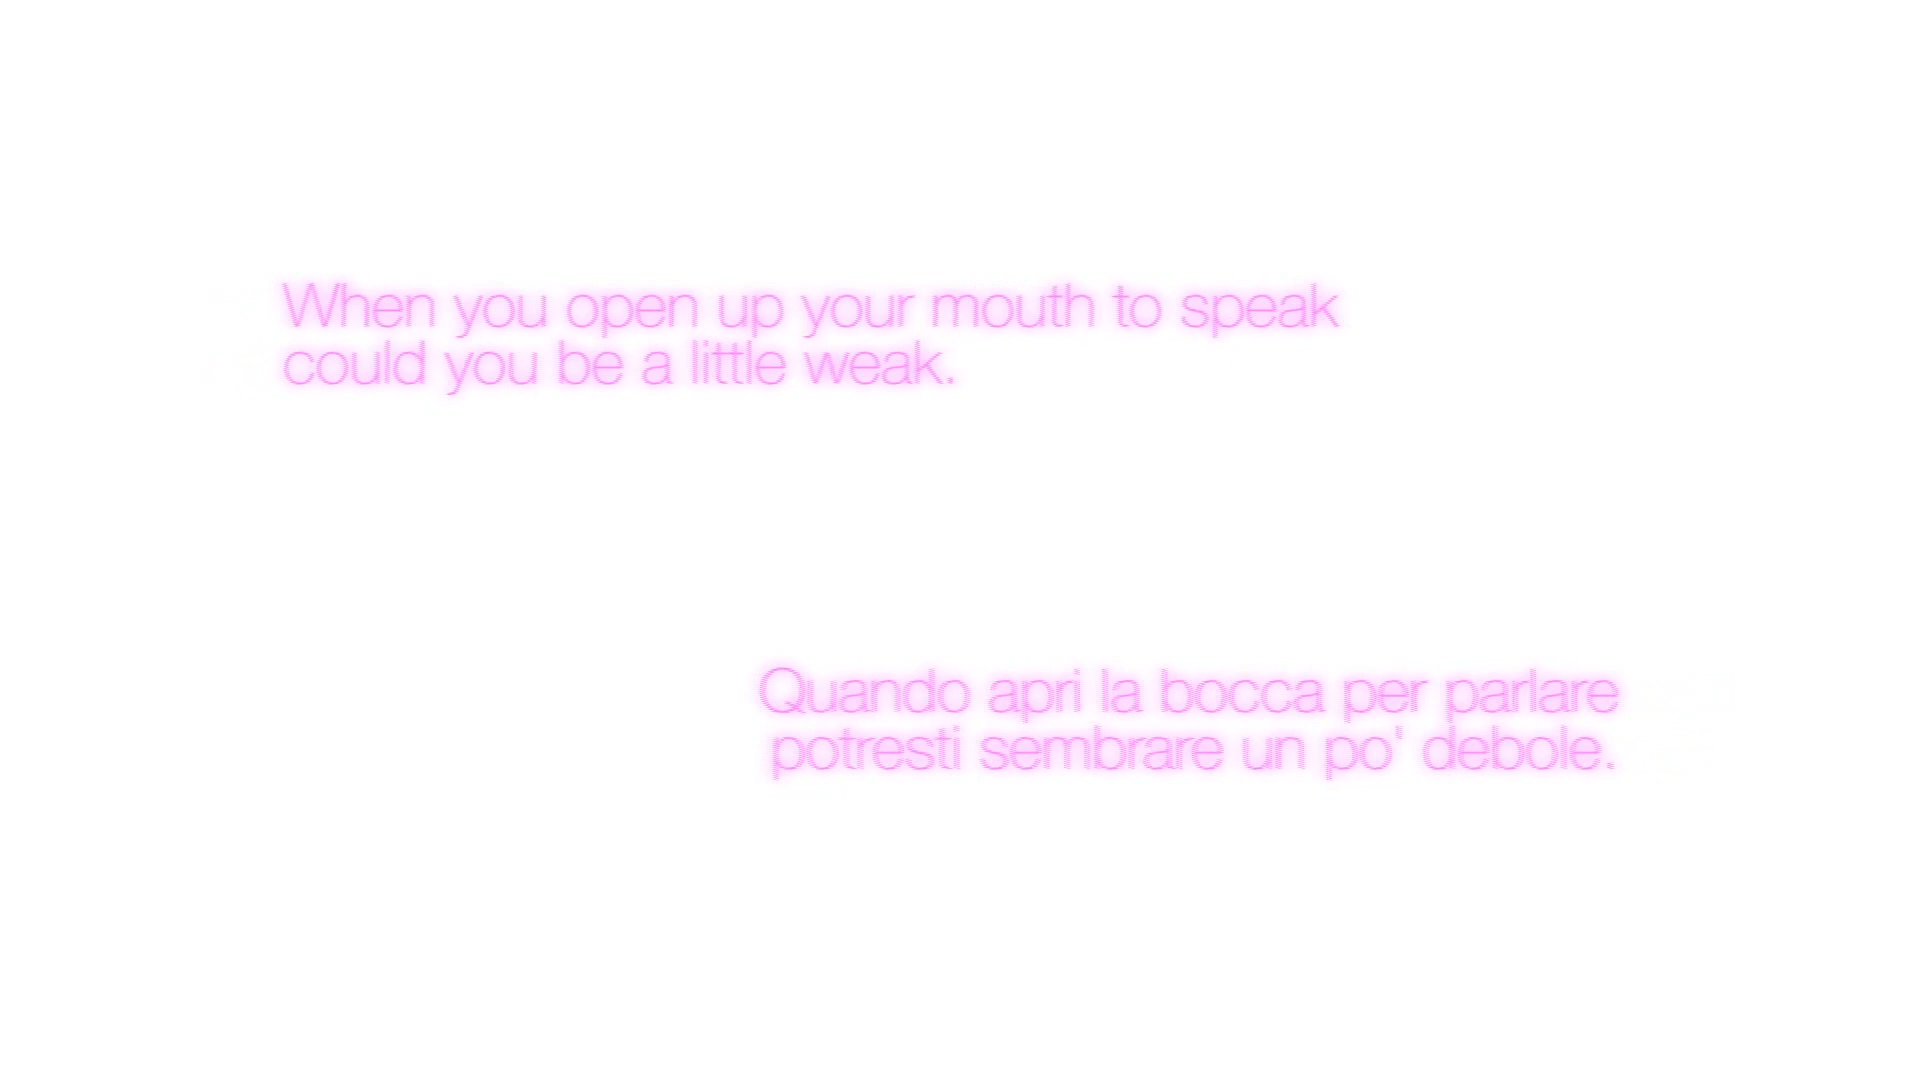 When you open up your mouth to speak
could you be a little weak.
Quando apri la bocca per parlare
potresti sembrare un po' debole.